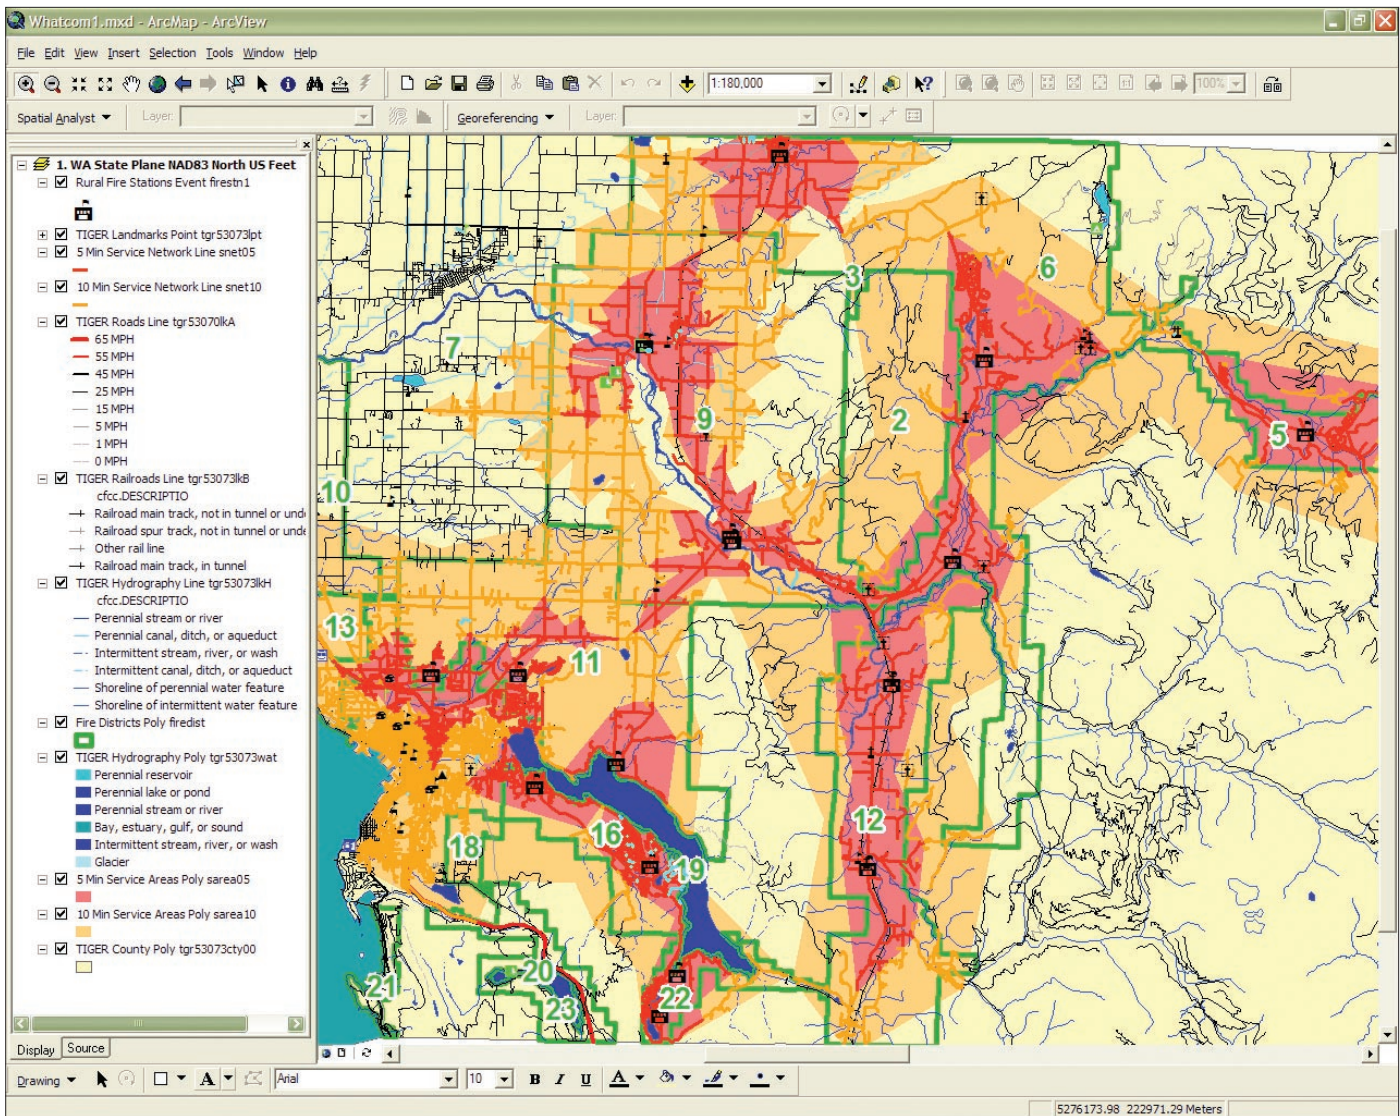 Whatcom1.mxd - ArcMap - ArcView
File Edit View Insert Selection Tools Window Help
1:180,000
100%
Spatial Analyst
Layer:
Georeferencing
Layer:
1. WA State Plane NAD83 North US Feet
Rural Fire Stations Event firestn1
TIGER Landmarks Point tgr53073lpt
5 Min Service Network Line snet05
10 Min Service Network Line snet10
TIGER Roads Line tgr53070lkA
65 MPH
55 MPH
45 MPH
25 MPH
15 MPH
5 MPH
1 MPH
0 MPH
TIGER Railroads Line tgr53073lkB
cfcc.DESCRIPTIO
Railroad main track, not in tunnel or unde
Railroad spur track, not in tunnel or unde
Other rail line
Railroad main track, in tunnel
TIGER Hydrography Line tgr53073lkH
cfcc.DESCRIPTIO
Perennial stream or river
Perennial canal, ditch, or aqueduct
Intermittent stream, river, or wash
Intermittent canal, ditch, or aqueduct
Shoreline of perennial water feature
Shoreline of intermittent water feature
Fire Districts Poly firedist
TIGER Hydrography Poly tgr53073wat
Perennial reservoir
Perennial lake or pond
Perennial stream or river
Bay, estuary, gulf, or sound
Intermittent stream, river, or wash
Glacier
5 Min Service Areas Poly sarea05
10 Min Service Areas Poly sarea10
TIGER County Poly tgr53073cty00
Display
Source
3
6
7
9
2
5
10
13
11
16
18
19
12
20
21
22
23
Drawing
A
Arial
10
B I U
A
5276173.98 222971.29 Meters